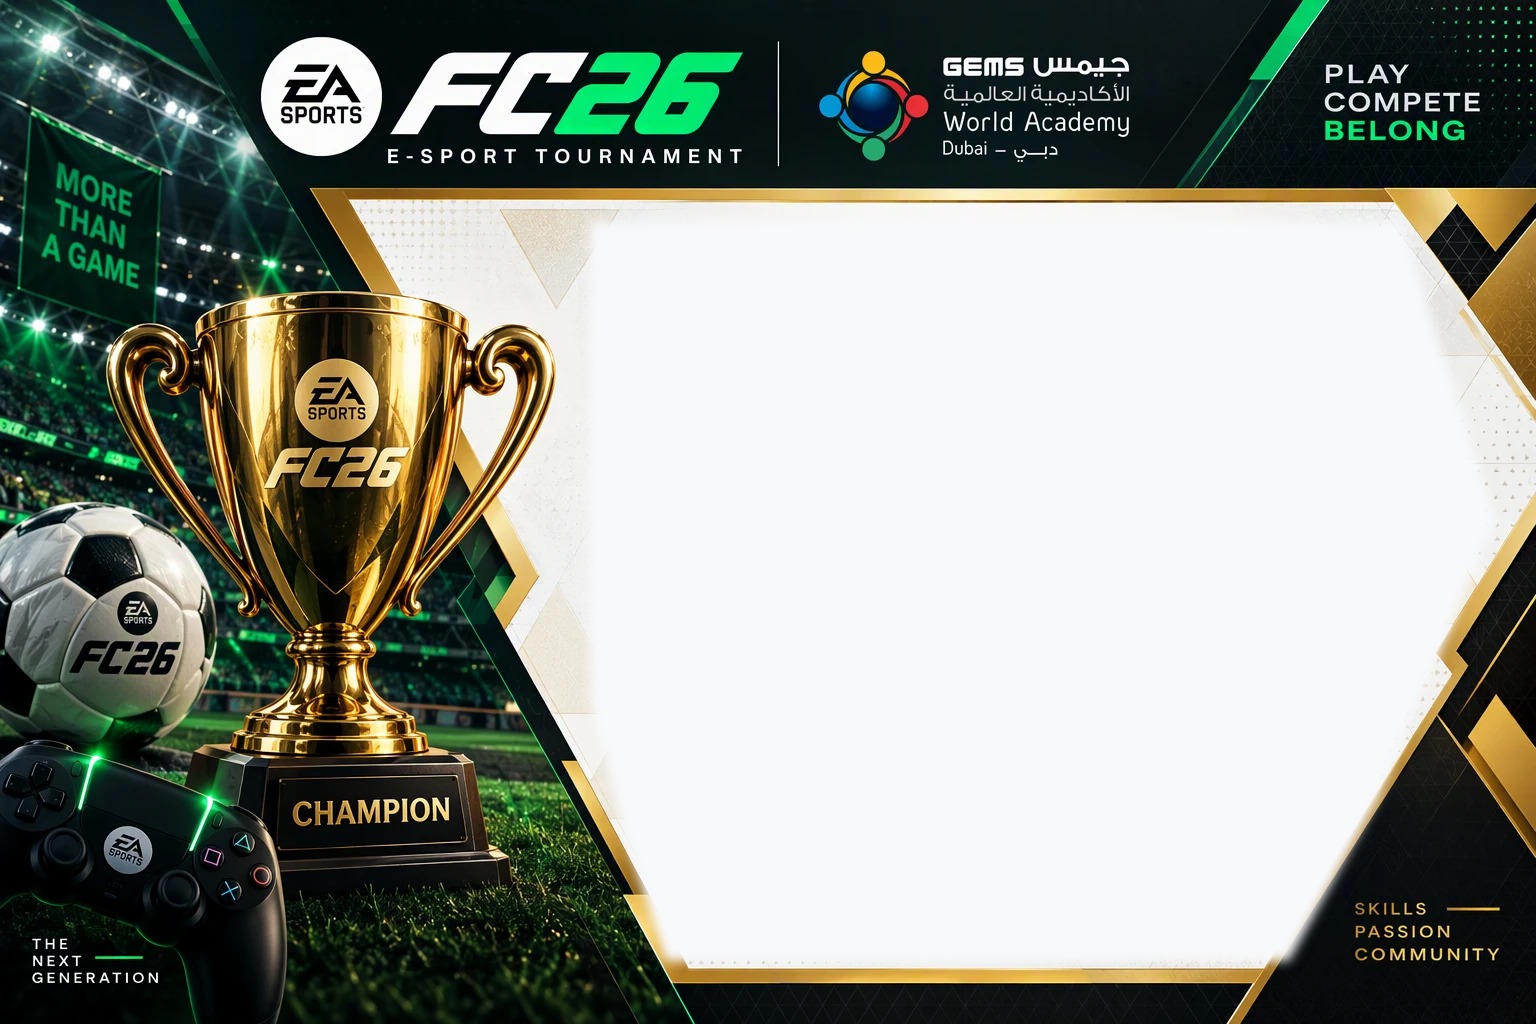 EA
SPORTS
FC26
E-SPORT TOURNAMENT
GEMS جيمس
الأكاديمية العالمية
World Academy
Dubai – دبي
PLAY
COMPETE
BELONG
MORE
THAN
A GAME
EA
SPORTS
FC26
EA
SPORTS
FC26
CHAMPION
EA
SPORTS
THE
NEXT
GENERATION
SKILLS
PASSION
COMMUNITY